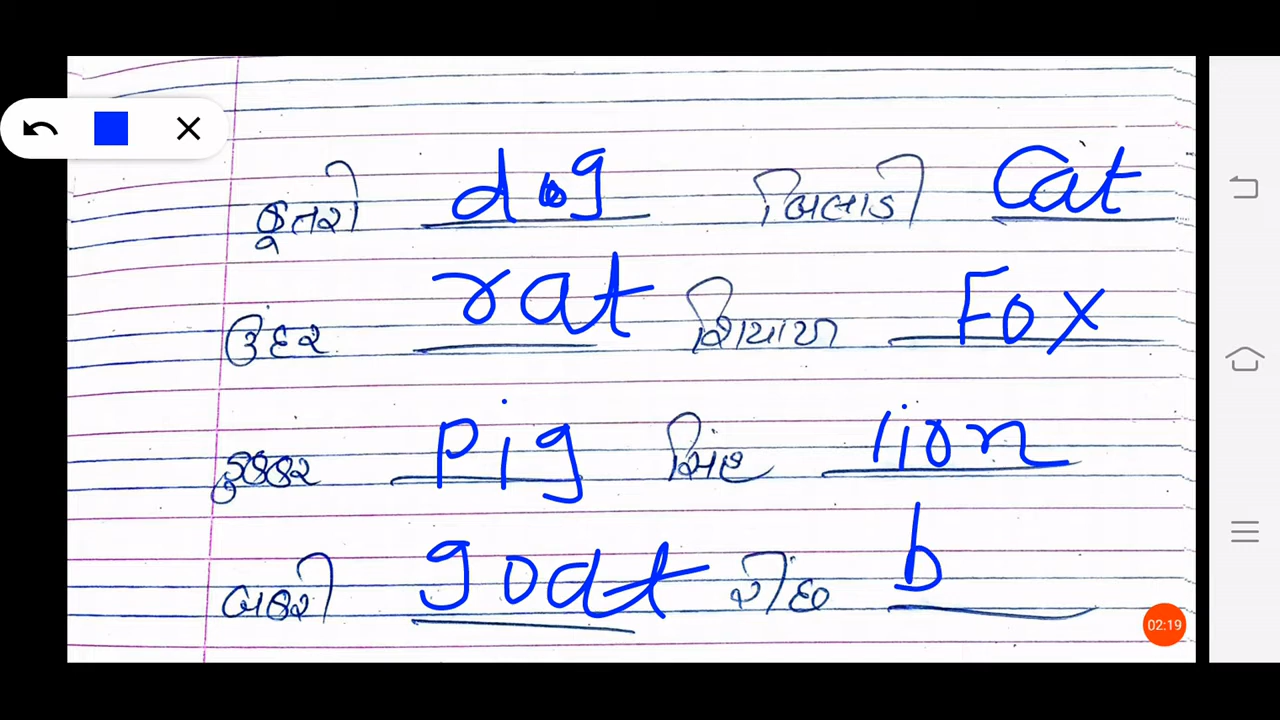 કૂતરો dog બિલાડી Cat
ઉંદર rat શિયાળ Fox
ડુક્કર pig સિંહ lion
બકરી goat રીંછ b
02:19